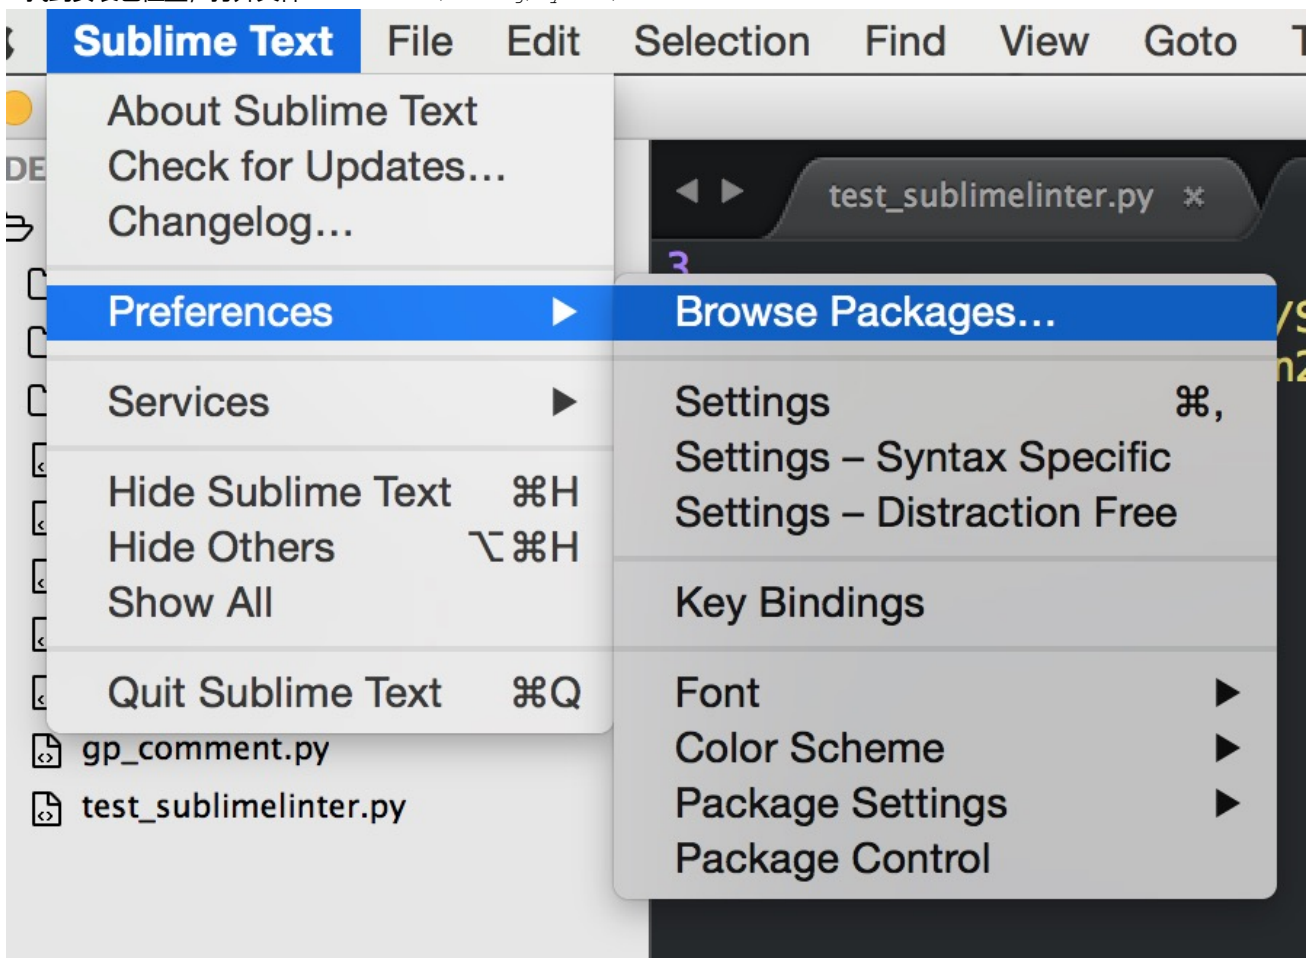 Sublime Text File Edit Selection Find View Goto
About Sublime Text
Check for Updates...
Changelog...
test_sublimelinter.py
3
Preferences
Browse Packages...
Services
Settings ⌘,
Settings – Syntax Specific
Settings – Distraction Free
Hide Sublime Text ⌘H
Hide Others ⌥⌘H
Show All
Key Bindings
Quit Sublime Text ⌘Q
Font
Color Scheme
Package Settings
Package Control
gp_comment.py
test_sublimelinter.py